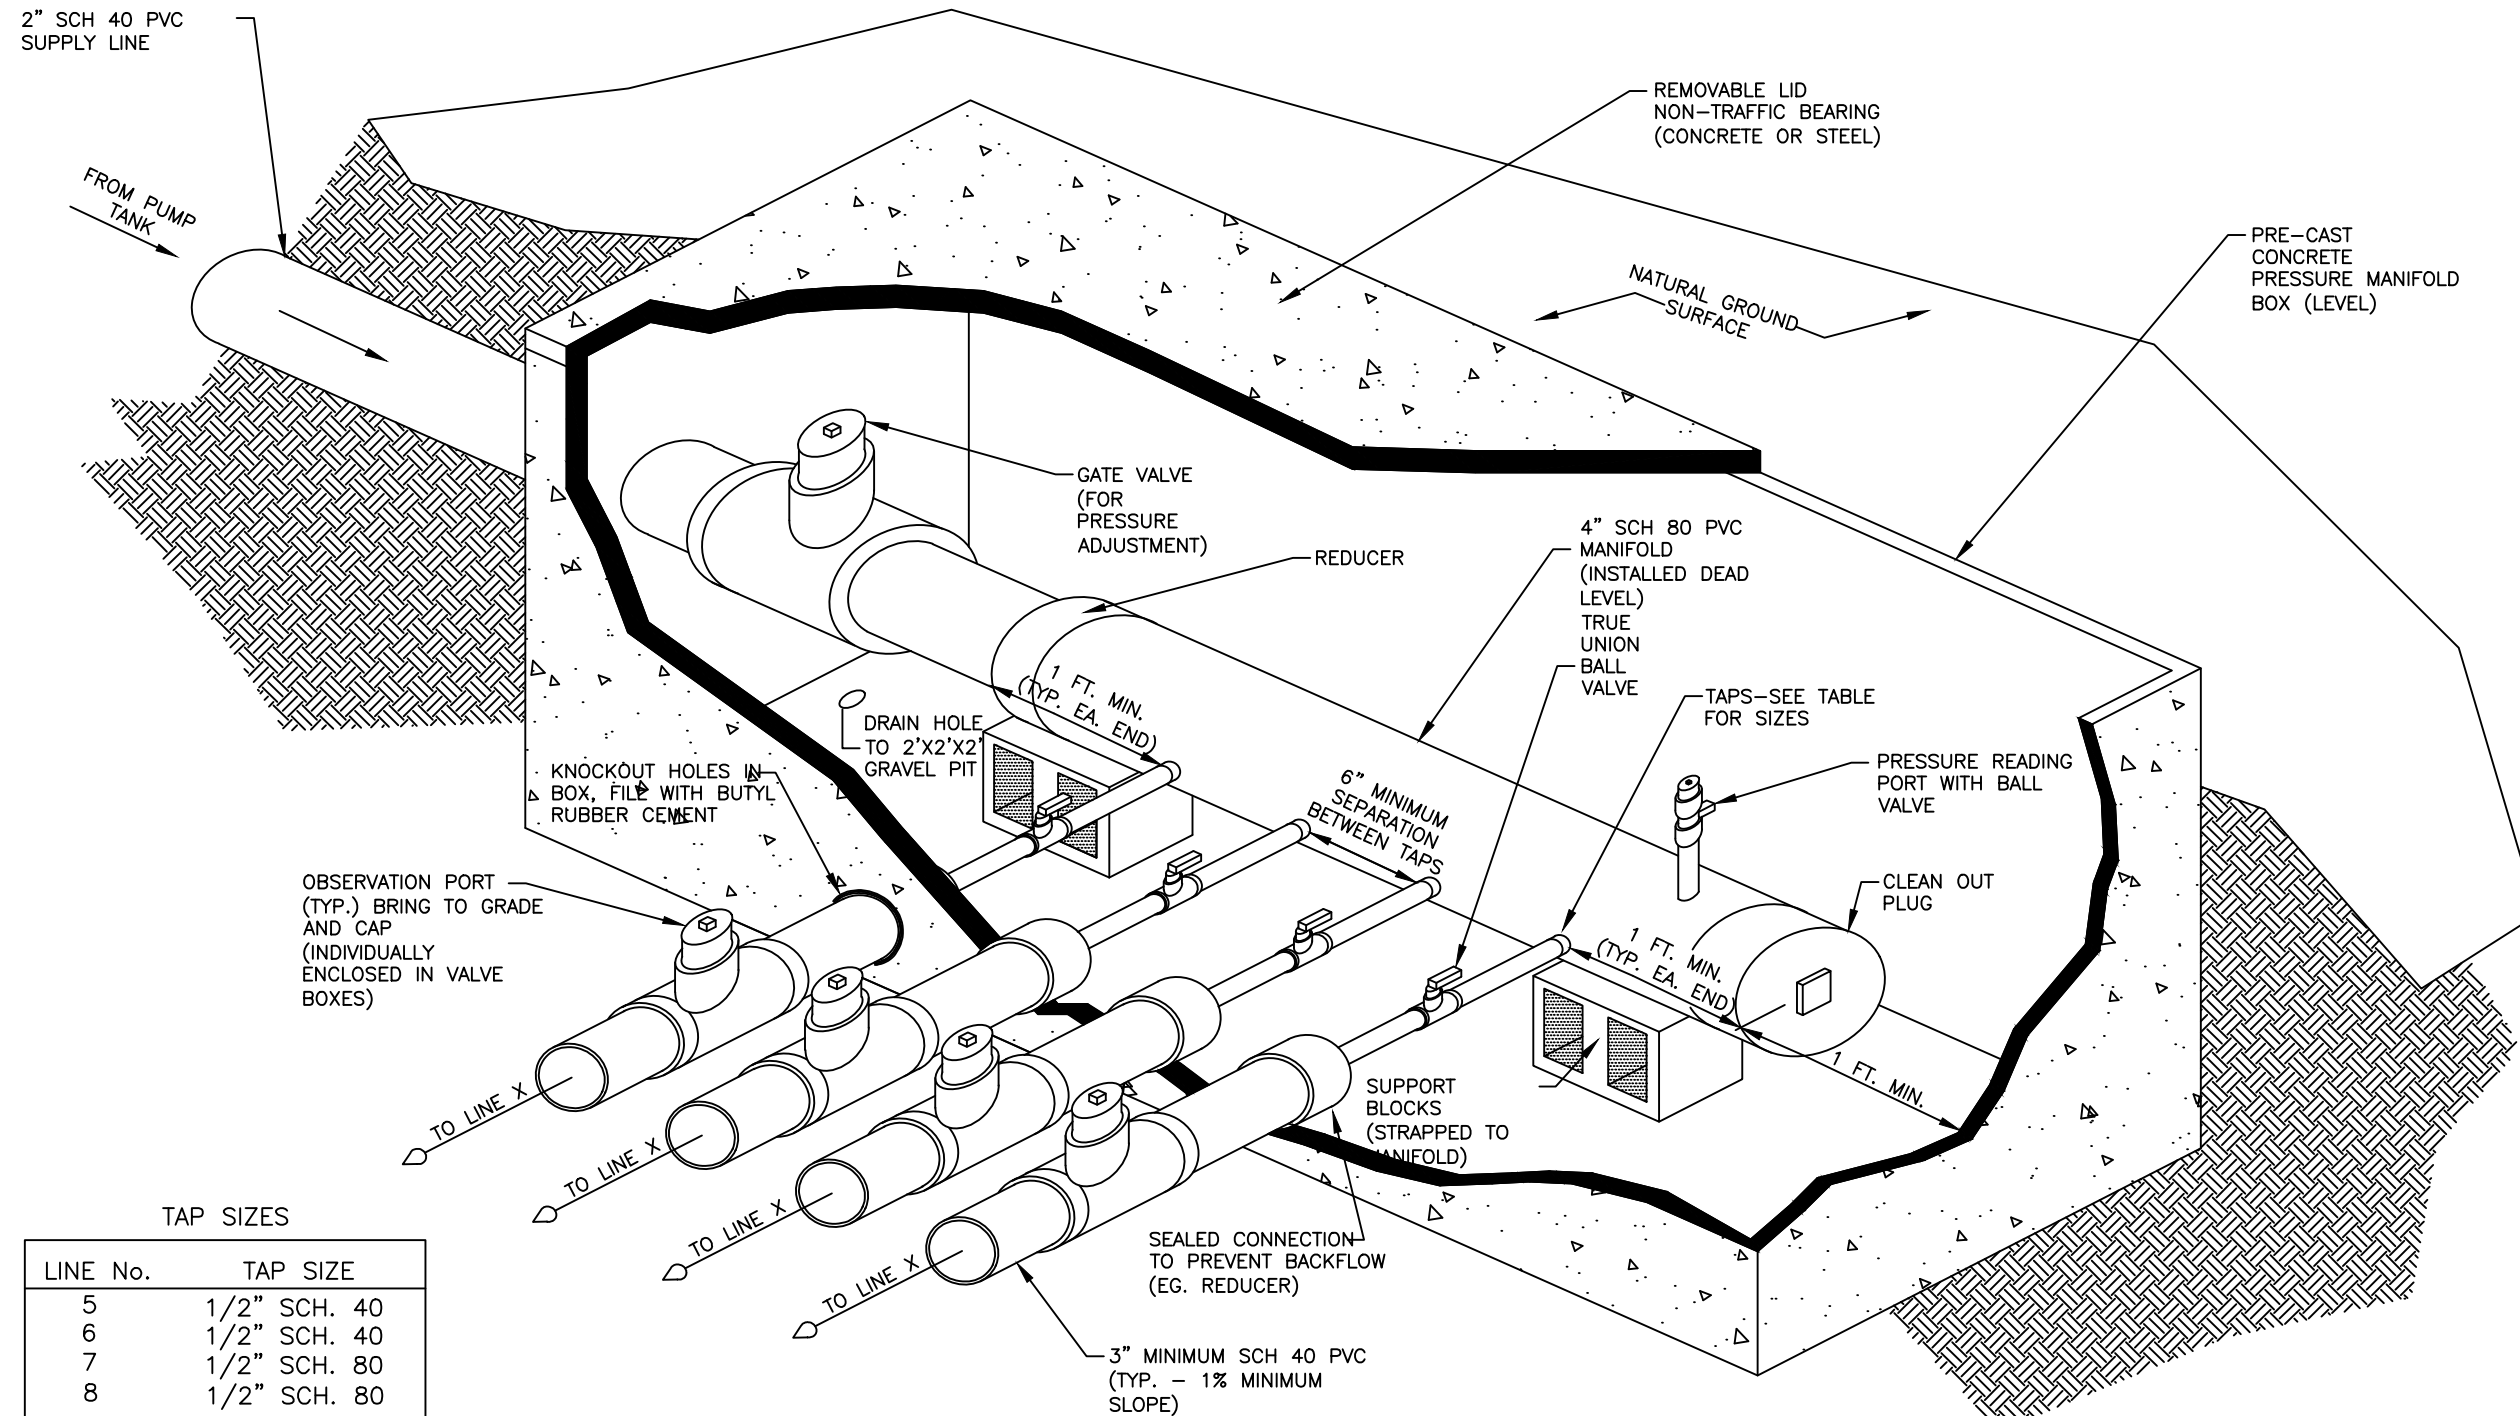 2” SCH 40 PVC
SUPPLY LINE
FROM PUMP
TANK
REMOVABLE LID
NON-TRAFFIC BEARING
(CONCRETE OR STEEL)
NATURAL GROUND
SURFACE
PRE-CAST
CONCRETE
PRESSURE MANIFOLD
BOX (LEVEL)
GATE VALVE
(FOR
PRESSURE
ADJUSTMENT)
REDUCER
4” SCH 80 PVC
MANIFOLD
(INSTALLED DEAD
LEVEL)
TRUE
UNION
BALL
VALVE
TAPS-SEE TABLE
FOR SIZES
PRESSURE READING
PORT WITH BALL
VALVE
CLEAN OUT
PLUG
1 FT. MIN.
(TYP. EA. END)
DRAIN HOLE
TO 2'X2'X2'
GRAVEL PIT
KNOCKOUT HOLES IN
BOX, FILL WITH BUTYL
RUBBER CEMENT
6” MINIMUM
SEPARATION
BETWEEN TAPS
OBSERVATION PORT
(TYP.) BRING TO GRADE
AND CAP
(INDIVIDUALLY
ENCLOSED IN VALVE
BOXES)
1 FT. MIN.
(TYP. EA. END)
1 FT. MIN.
SUPPORT
BLOCKS
(STRAPPED TO
MANIFOLD)
TO LINE X
TO LINE X
TO LINE X
TO LINE X
SEALED CONNECTION
TO PREVENT BACKFLOW
(EG. REDUCER)
3” MINIMUM SCH 40 PVC
(TYP. - 1% MINIMUM
SLOPE)
TAP SIZES
LINE No. TAP SIZE
5 1/2” SCH. 40
6 1/2” SCH. 40
7 1/2” SCH. 80
8 1/2” SCH. 80